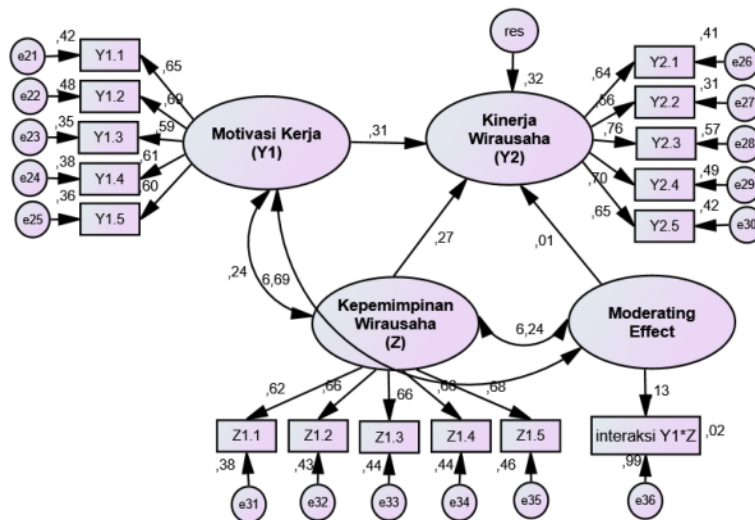 res
,42
e21
Y1.1
,65
,48
e22
Y1.2
,69
,35
e23
Y1.3
,59
,38
e24
Y1.4
,61
,36
e25
Y1.5
,60
Motivasi Kerja
(Y1)
,31
,32
Kinerja
Wirausaha
(Y2)
,64
Y2.1
,41
e26
,56
Y2.2
,31
e27
,76
Y2.3
,57
e28
,70
Y2.4
,49
e29
,65
Y2.5
,42
e30
,27
,01
,24
6,69
Kepemimpinan
Wirausaha
(Z)
6,24
Moderating
Effect
,62
,66
,66
,68
13
Z1.1
Z1.2
Z1.3
Z1.4
Z1.5
interaksi Y1*Z
,02
,38
,43
,44
,44
,46
,99
e31
e32
e33
e34
e35
e36